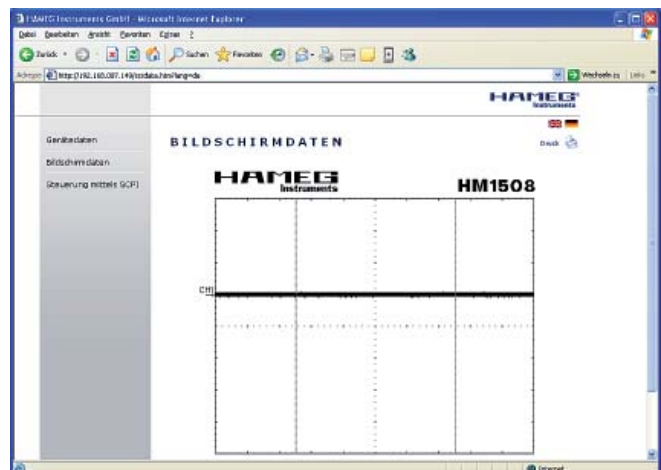 HAMEG Instruments GmbH - Microsoft Internet Explorer
Datei Bearbeiten Ansicht Favoriten Extras ?
Zurück Suchen Favoriten
Adresse Wechseln zu Links
HAMEG
Instruments
Druck
Gerätedaten
BILDSCHIRMDATEN
Bildschirmdaten
Steuerung mittels SCPI
HAMEG
Instruments
HM1508
CH1
Internet